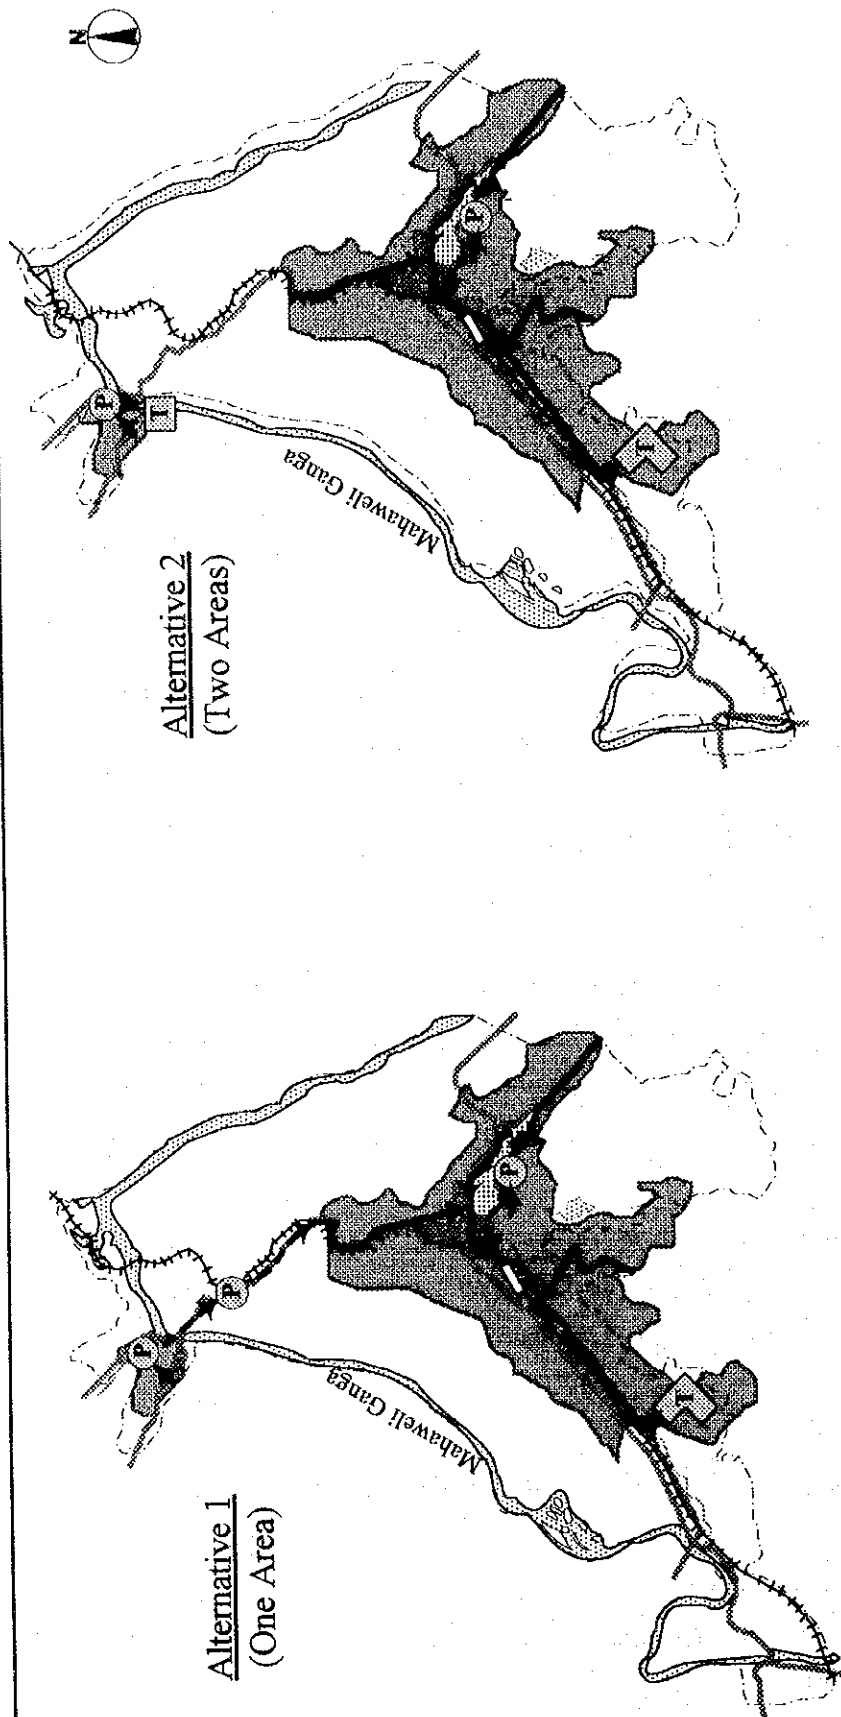 N
Alternative 1
(One Area)
Mahaweli Ganga
P
P
P
T
Alternative 2
(Two Areas)
Mahaweli Ganga
P
T
P
T